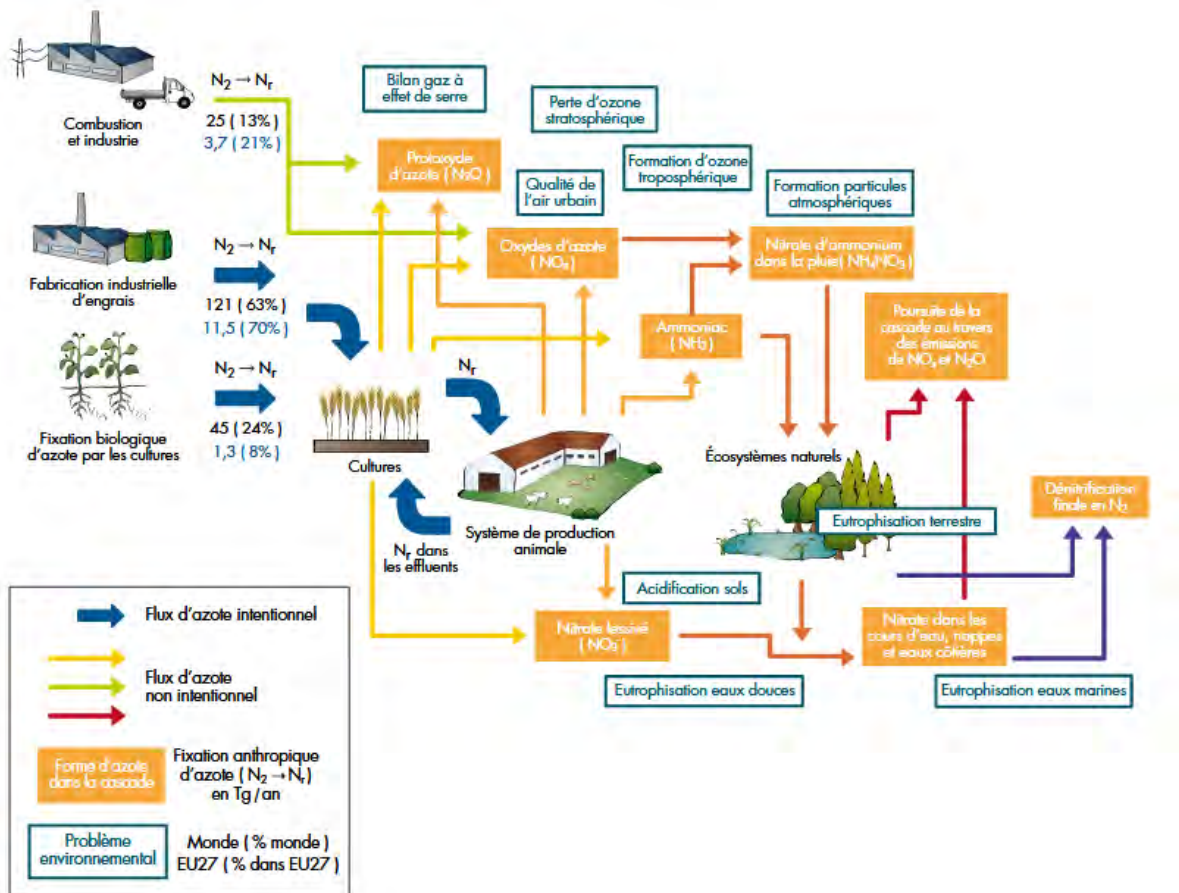 N₂ → Nᵣ
25 ( 13% )
3,7 ( 21% )
Combustion
et industrie
Bilan gaz à
effet de serre
Perte d'ozone
stratosphérique
Protoxyde
d'azote ( N₂O )
Formation d'ozone
troposphérique
Qualité de
l'air urbain
Formation particules
atmosphériques
N₂ → Nᵣ
Fabrication industrielle
d'engrais
121 ( 63% )
11,5 ( 70% )
Oxydes d'azote
( NOₓ )
Nitrate d'ammonium
dans la pluie( NH₄NO₃ )
Ammoniac
( NH₃ )
Poursuite de la
cascade au travers
des émissions
de NOₓ et N₂O
N₂ → Nᵣ
45 ( 24% )
1,3 ( 8% )
Fixation biologique
d'azote par les cultures
Nᵣ
Cultures
Écosystèmes naturels
Dénitrification
finale en N₂
Eutrophisation terrestre
Système de production
animale
Nᵣ dans
les effluents
Acidification sols
Nitrate lessivé
( NO₃⁻ )
Nitrate dans les
cours d'eau, nappes
et eaux côtières
Eutrophisation eaux douces
Eutrophisation eaux marines
Flux d'azote intentionnel
Flux d'azote
non intentionnel
Forme d'azote
dans la cascade
Fixation anthropique
d'azote ( N₂ → Nᵣ )
en Tg / an
Problème
environnemental
Monde ( % monde )
EU27 ( % dans EU27 )